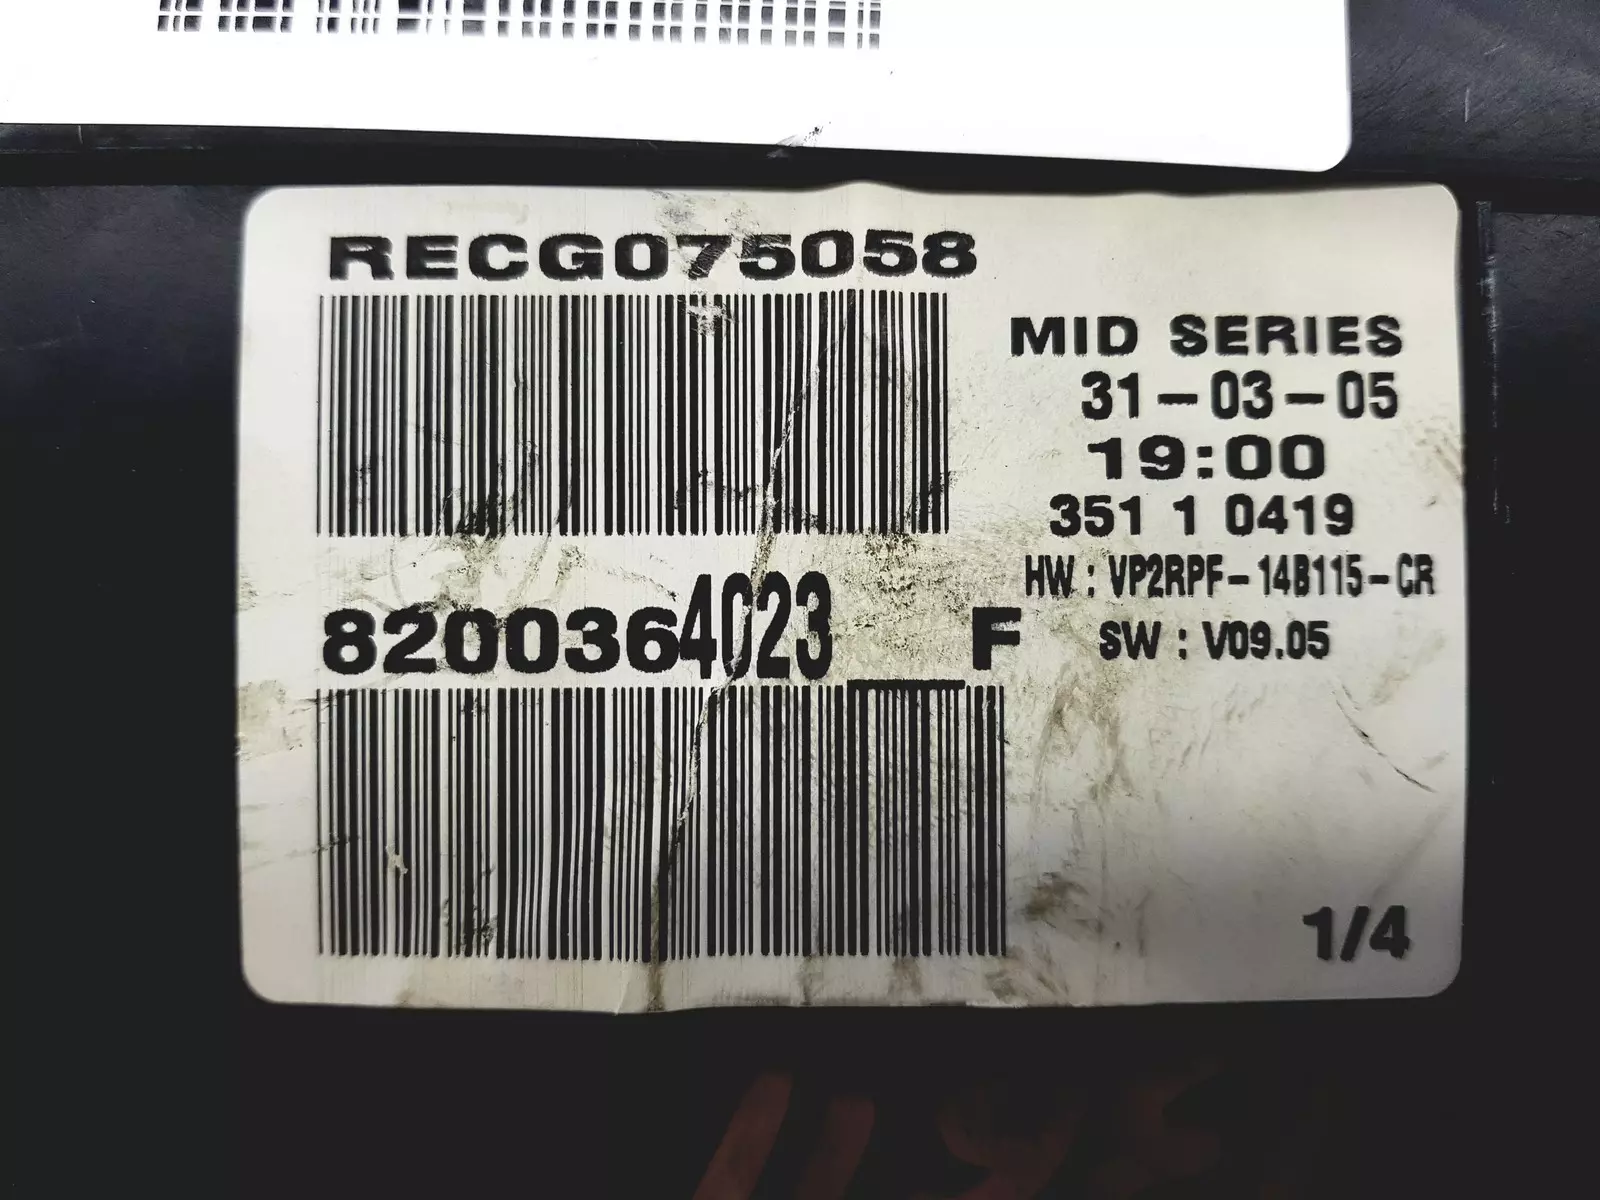 RECG075058
MID SERIES
31-03-05
19:00
351 1 0419
HW : VP2RPF-14B115-CR
8200364023__F
SW : V09.05
1/4